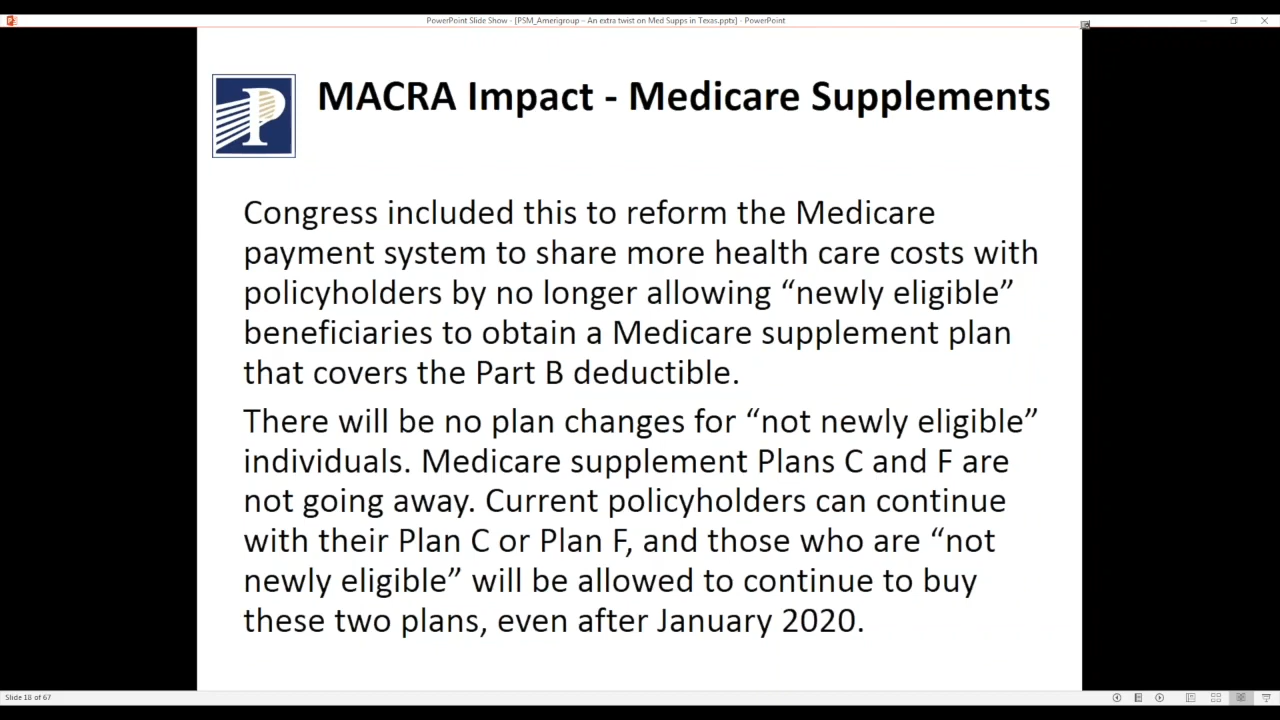 PowerPoint Slide Show - [PSM_Amerigroup – An extra twist on Med Supps in Texas.pptx] - PowerPoint
P
MACRA Impact - Medicare Supplements
Congress included this to reform the Medicare
payment system to share more health care costs with
policyholders by no longer allowing “newly eligible”
beneficiaries to obtain a Medicare supplement plan
that covers the Part B deductible.
There will be no plan changes for “not newly eligible”
individuals. Medicare supplement Plans C and F are
not going away. Current policyholders can continue
with their Plan C or Plan F, and those who are “not
newly eligible” will be allowed to continue to buy
these two plans, even after January 2020.
Slide 18 of 67